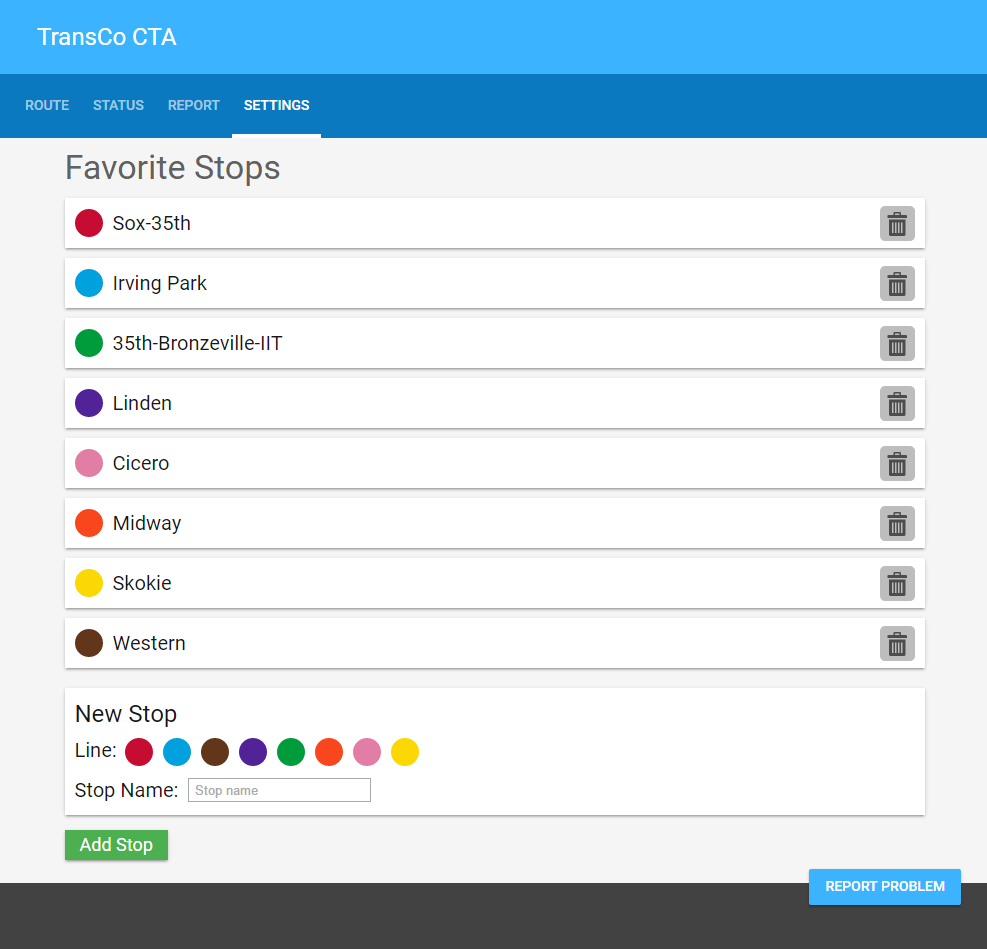 TransCo CTA
ROUTE STATUS REPORT SETTINGS
Favorite Stops
Sox-35th
Irving Park
35th-Bronzeville-IIT
Linden
Cicero
Midway
Skokie
Western
New Stop
Line:
Stop Name: Stop name
Add Stop
REPORT PROBLEM